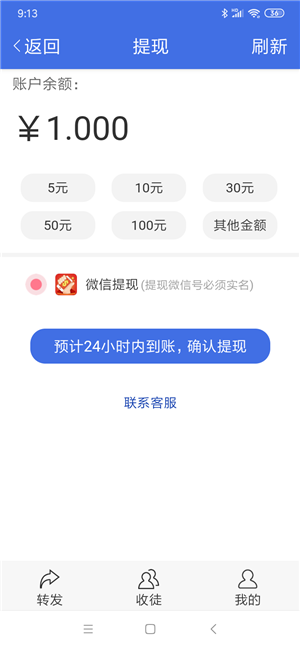 9:13
36
返回
提现
刷新
账户余额：
￥1.000
5元
10元
30元
50元
100元
其他金额
微信提现(提现微信号必须实名)
预计24小时内到账，确认提现
联系客服
转发
收徒
我的